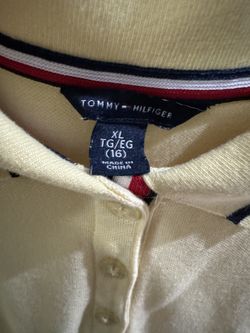 TOMMY HILFIGER
XL
TG/EG
(16)
MADE IN
CHINA